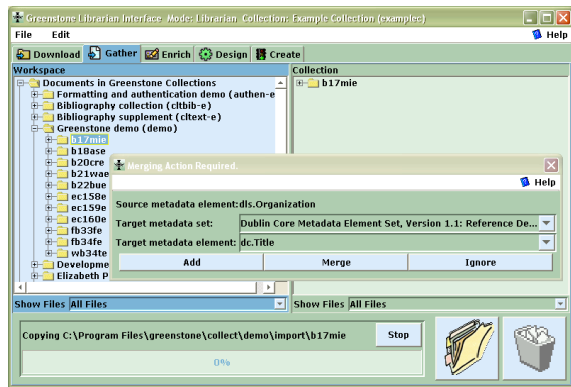 Greenstone Librarian Interface  Mode: Librarian  Collection: Example Collection (examplec)
File Edit Help
Download Gather Enrich Design Create
Workspace
Documents in Greenstone Collections
Formatting and authentication demo (authen-e
Bibliography collection (cltbib-e)
Bibliography supplement (cltext-e)
Greenstone demo (demo)
b17mie
b18ase
b20cre
b21wae
b22bue
ec158e
ec159e
ec160e
fb33fe
fb34fe
wb34te
Developme
Elizabeth P
Show Files All Files
Collection
b17mie
Show Files All Files
Merging Action Required.
Help
Source metadata element:dls.Organization
Target metadata set: Dublin Core Metadata Element Set, Version 1.1: Reference De...
Target metadata element: dc.Title
Add Merge Ignore
Copying C:\Program Files\greenstone\collect\demo\import\b17mie Stop
0%